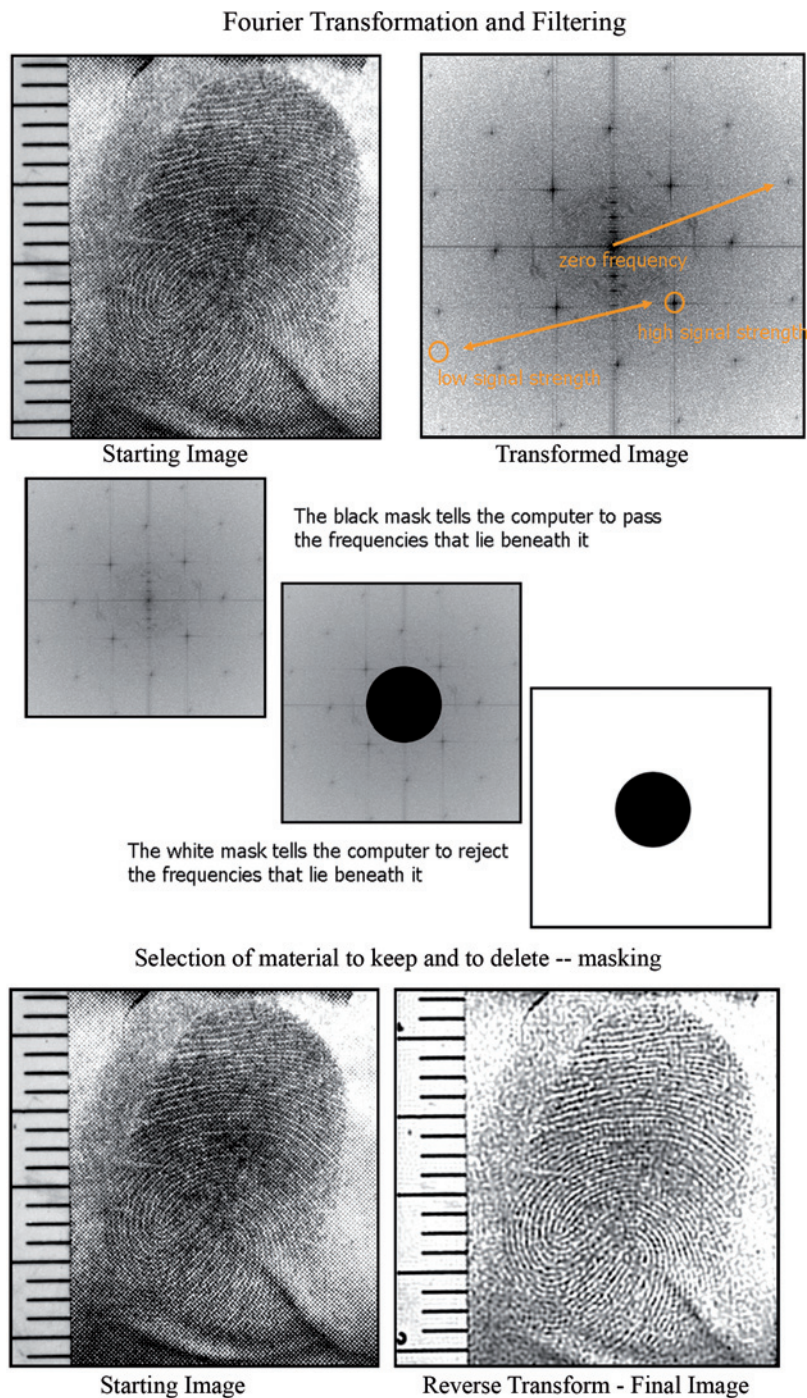 Fourier Transformation and Filtering
zero frequency
high signal strength
low signal strength
Starting Image
Transformed Image
The black mask tells the computer to pass
the frequencies that lie beneath it
The white mask tells the computer to reject
the frequencies that lie beneath it
Selection of material to keep and to delete -- masking
Starting Image
Reverse Transform - Final Image